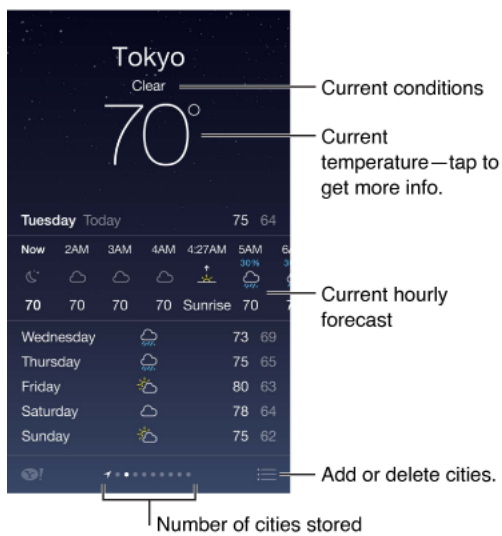 Tokyo
Clear
70°
Current conditions
Current
temperature—tap to
get more info.
Tuesday Today 75 64
Now 2AM 3AM 4AM 4:27AM 5AM
30%
70 70 70 70 Sunrise 70
Current hourly
forecast
Wednesday 73 69
Thursday 75 65
Friday 80 63
Saturday 78 64
Sunday 75 62
Y!
Add or delete cities.
Number of cities stored